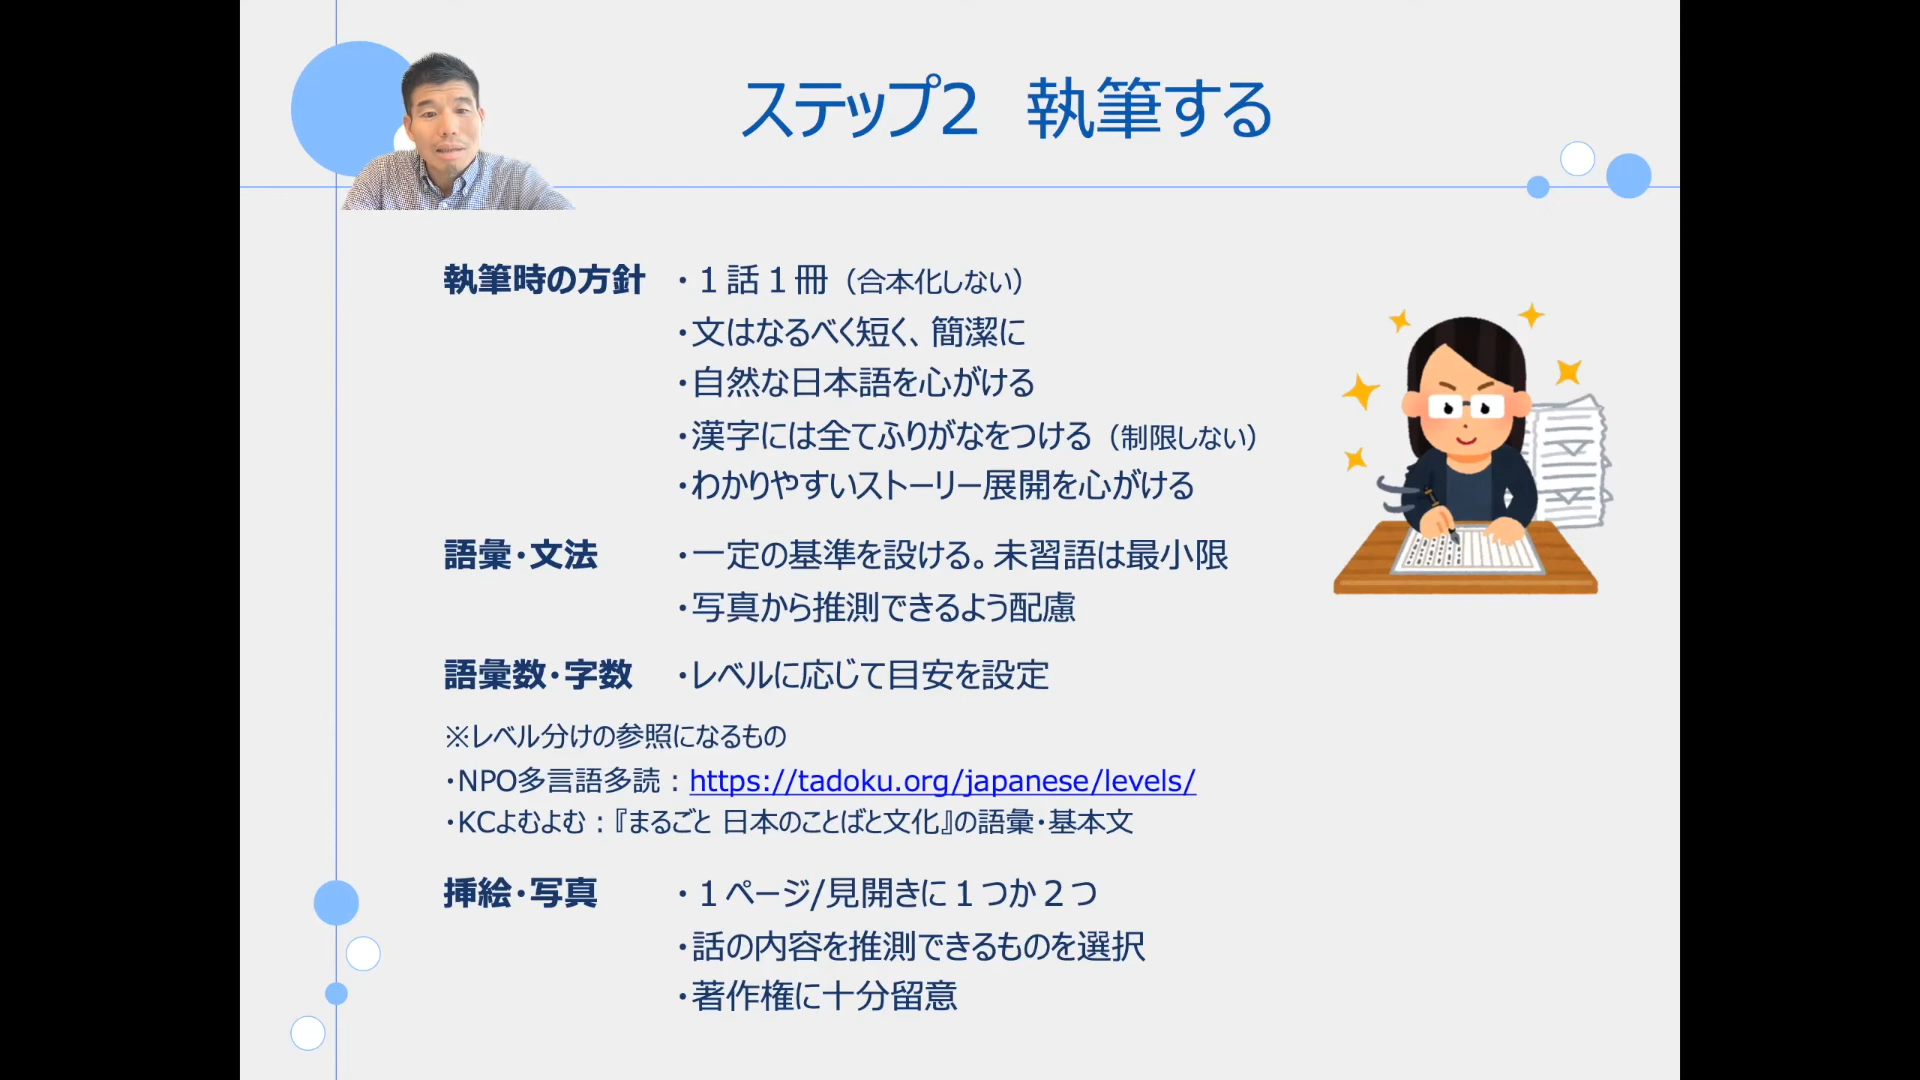 ステップ2　執筆する
執筆時の方針　・１話１冊（合本化しない）
・文はなるべく短く、簡潔に
・自然な日本語を心がける
・漢字には全てふりがなをつける（制限しない）
・わかりやすいストーリー展開を心がける
語彙・文法　・一定の基準を設ける。未習語は最小限
・写真から推測できるよう配慮
語彙数・字数　・レベルに応じて目安を設定
※レベル分けの参照になるもの
・NPO多言語多読：https://tadoku.org/japanese/levels/
・KCよむよむ：『まるごと 日本のことばと文化』の語彙・基本文
挿絵・写真　・１ページ/見開きに１つか２つ
・話の内容を推測できるものを選択
・著作権に十分留意